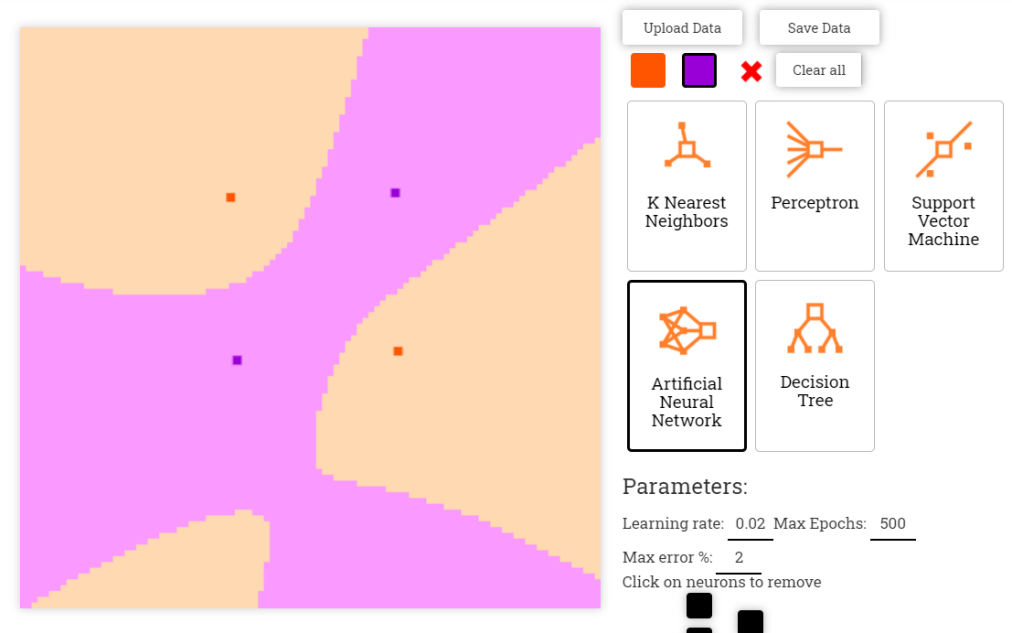 Upload Data
Save Data
Clear all
K Nearest
Neighbors
Perceptron
Support
Vector
Machine
Artificial
Neural
Network
Decision
Tree
Parameters:
Learning rate: 0.02 Max Epochs: 500
Max error %: 2
Click on neurons to remove